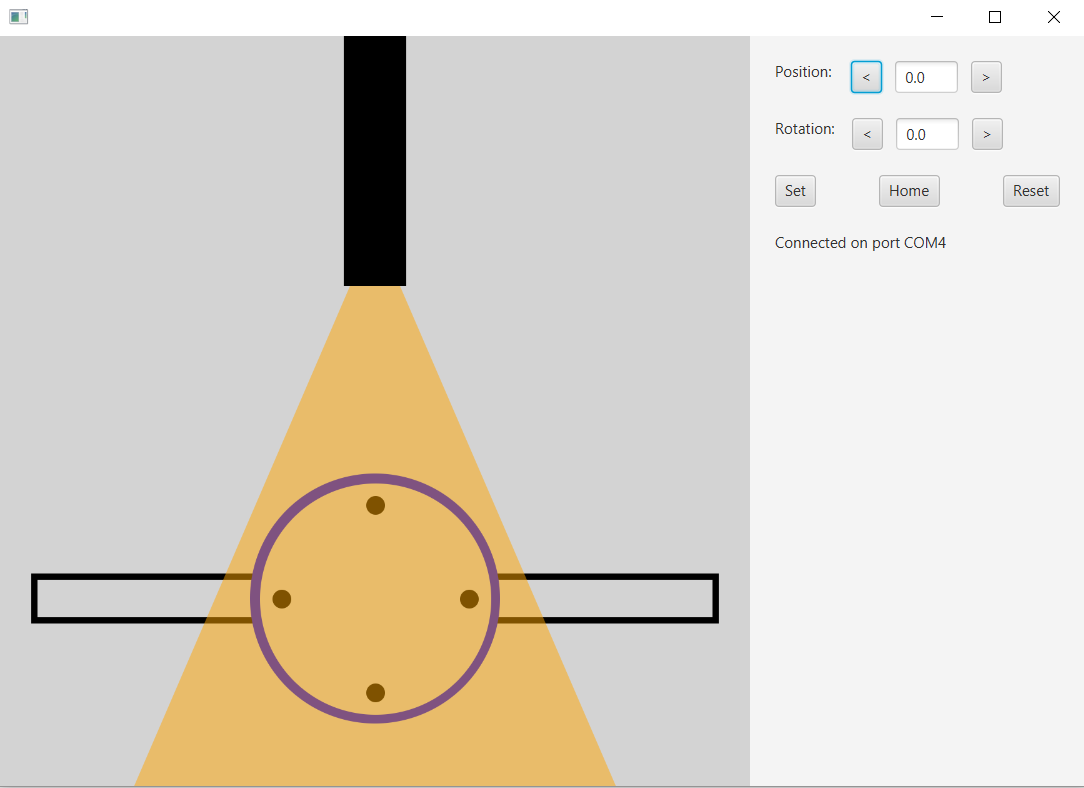 Position: < 0.0 >
Rotation: < 0.0 >
Set Home Reset
Connected on port COM4